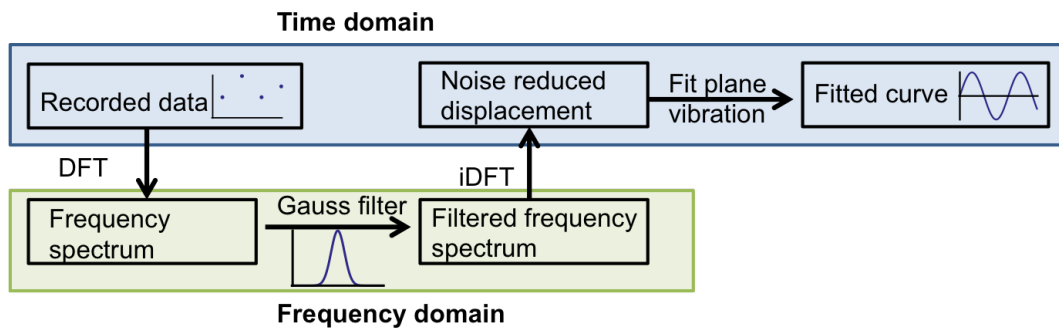 Time domain
Recorded data
Noise reduced
displacement
Fit plane
vibration
Fitted curve
DFT
iDFT
Frequency
spectrum
Gauss filter
Filtered frequency
spectrum
Frequency domain